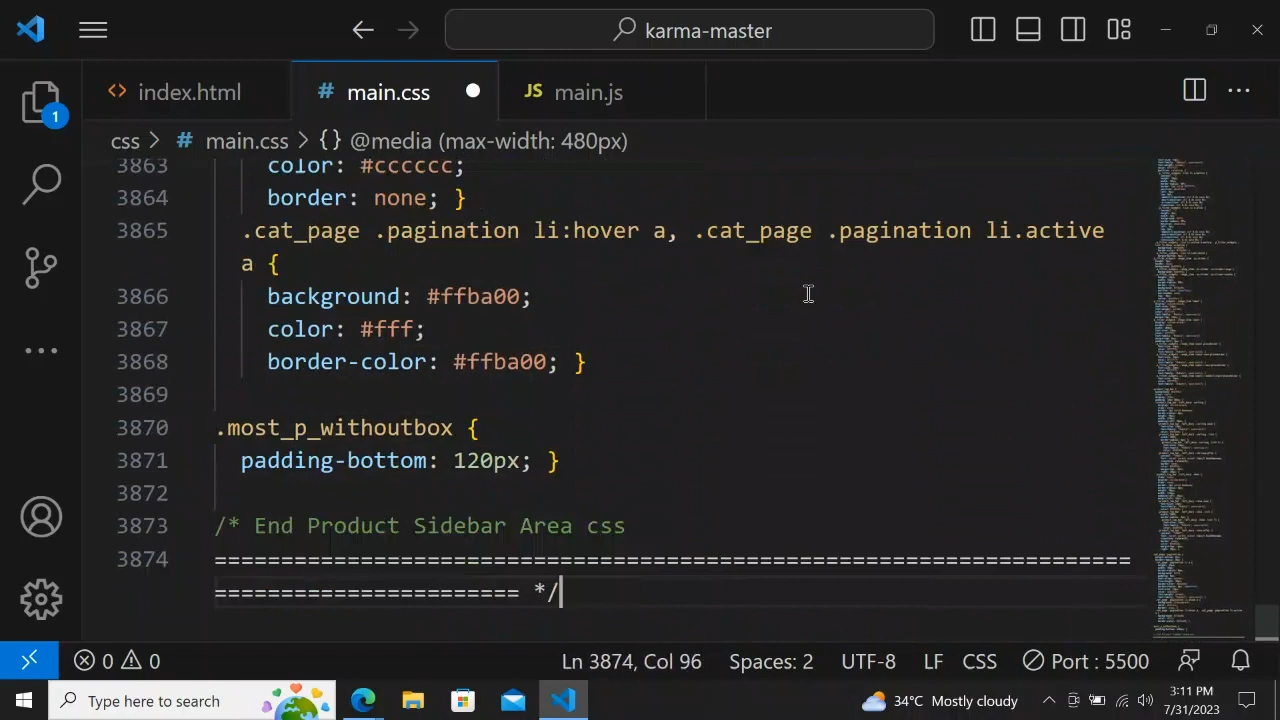 karma-master
index.html
# main.css
JS main.js
1
css > # main.css > {} @media (max-width: 480px)
3863 color: #cccccc;
3864 border: none; }
3865 .cat_page .pagination li:hover a, .cat_page .pagination li.active
a {
3866 background: #ffba00;
3867 color: #fff;
3868 border-color: #ffba00; }
3869
3870 .most_p_withoutbox {
3871 padding-bottom: 100px; }
3872
3873 /* End Product Sidebar Area css
3874 =====================================================================
======================= */
0 0
Ln 3874, Col 96
Spaces: 2
UTF-8
LF
CSS
Port : 5500
Type here to search
34°C Mostly cloudy
3:11 PM
7/31/2023